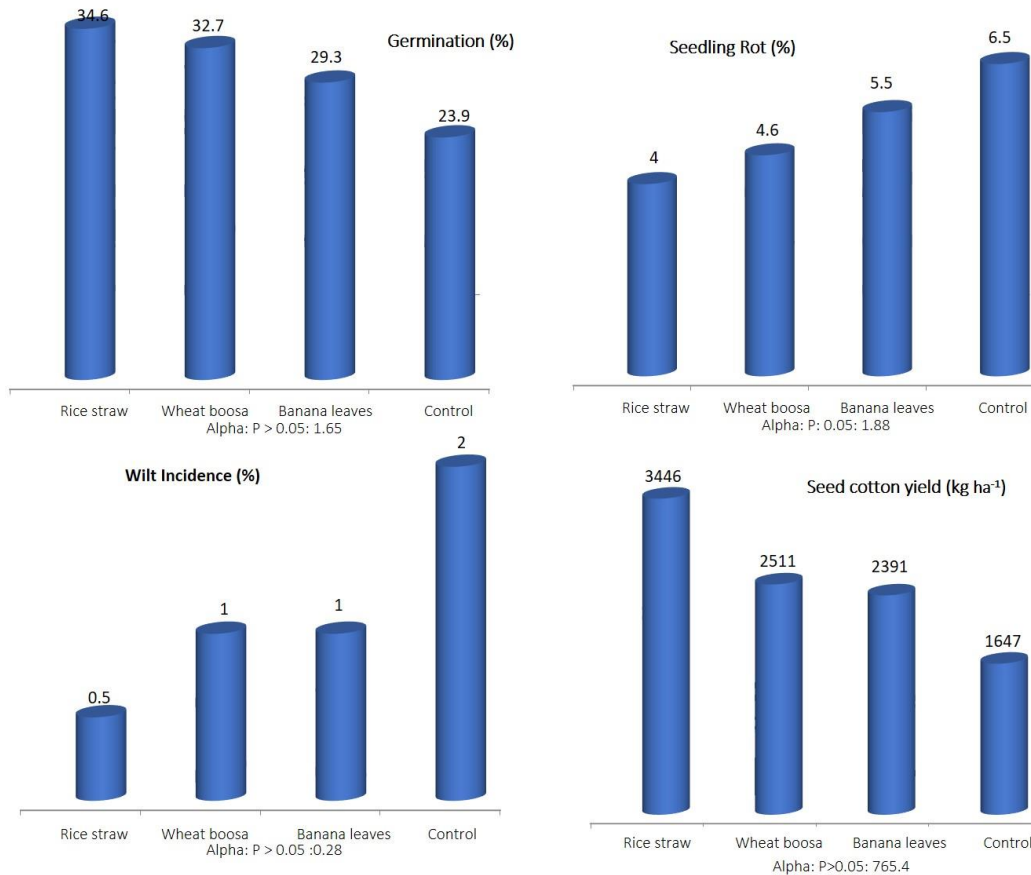 Germination (%)
34.6
32.7
29.3
23.9
Rice straw Wheat boosa Banana leaves Control
Alpha: P > 0.05: 1.65
Seedling Rot (%)
4
4.6
5.5
6.5
Rice straw Wheat boosa Banana leaves Control
Alpha: P: 0.05: 1.88
Wilt Incidence (%)
0.5
1
1
2
Rice straw Wheat boosa Banana leaves Control
Alpha: P > 0.05 :0.28
Seed cotton yield (kg ha⁻¹)
3446
2511
2391
1647
Rice straw Wheat boosa Banana leaves Control
Alpha: P>0.05: 765.4